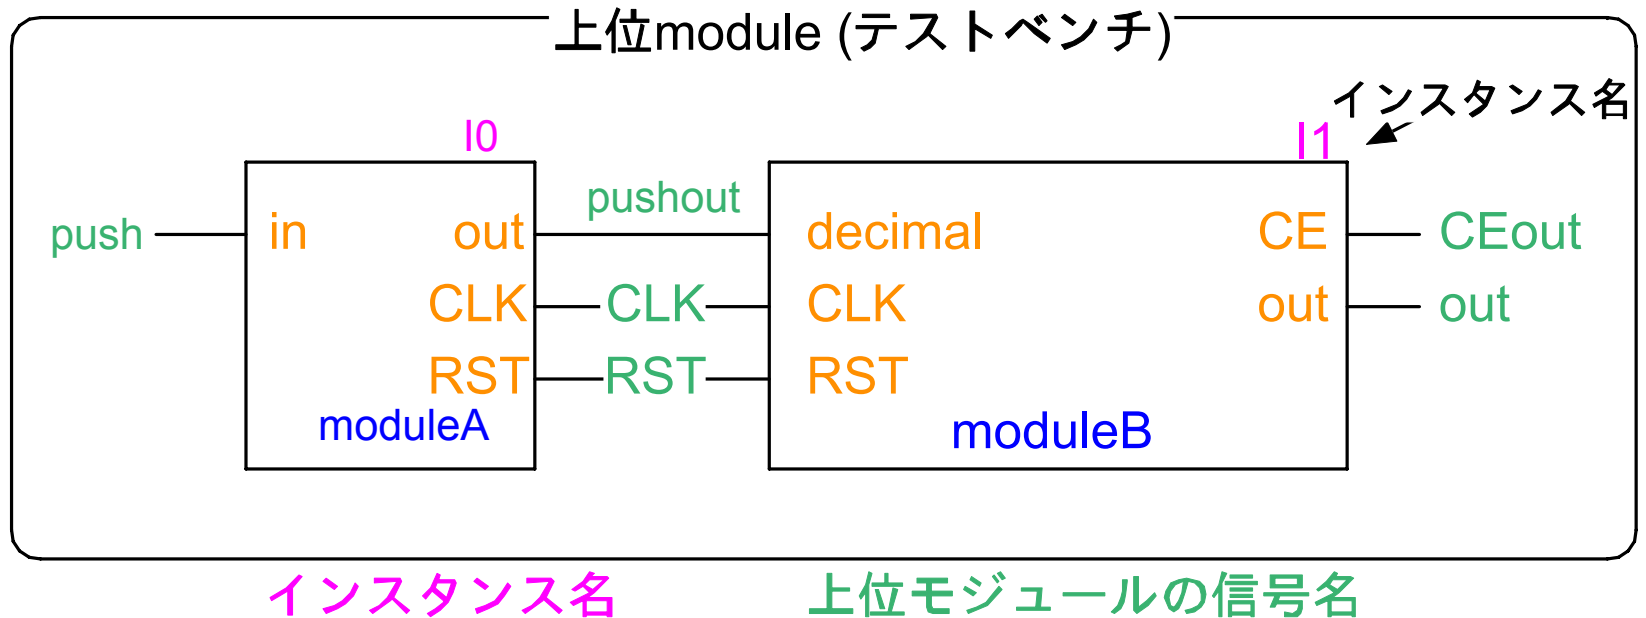 上位module (テストベンチ)
インスタンス名
I0
I1
pushout
push
in
out
decimal
CE
CEout
CLK
CLK
CLK
out
out
RST
RST
RST
moduleA
moduleB
インスタンス名
上位モジュールの信号名